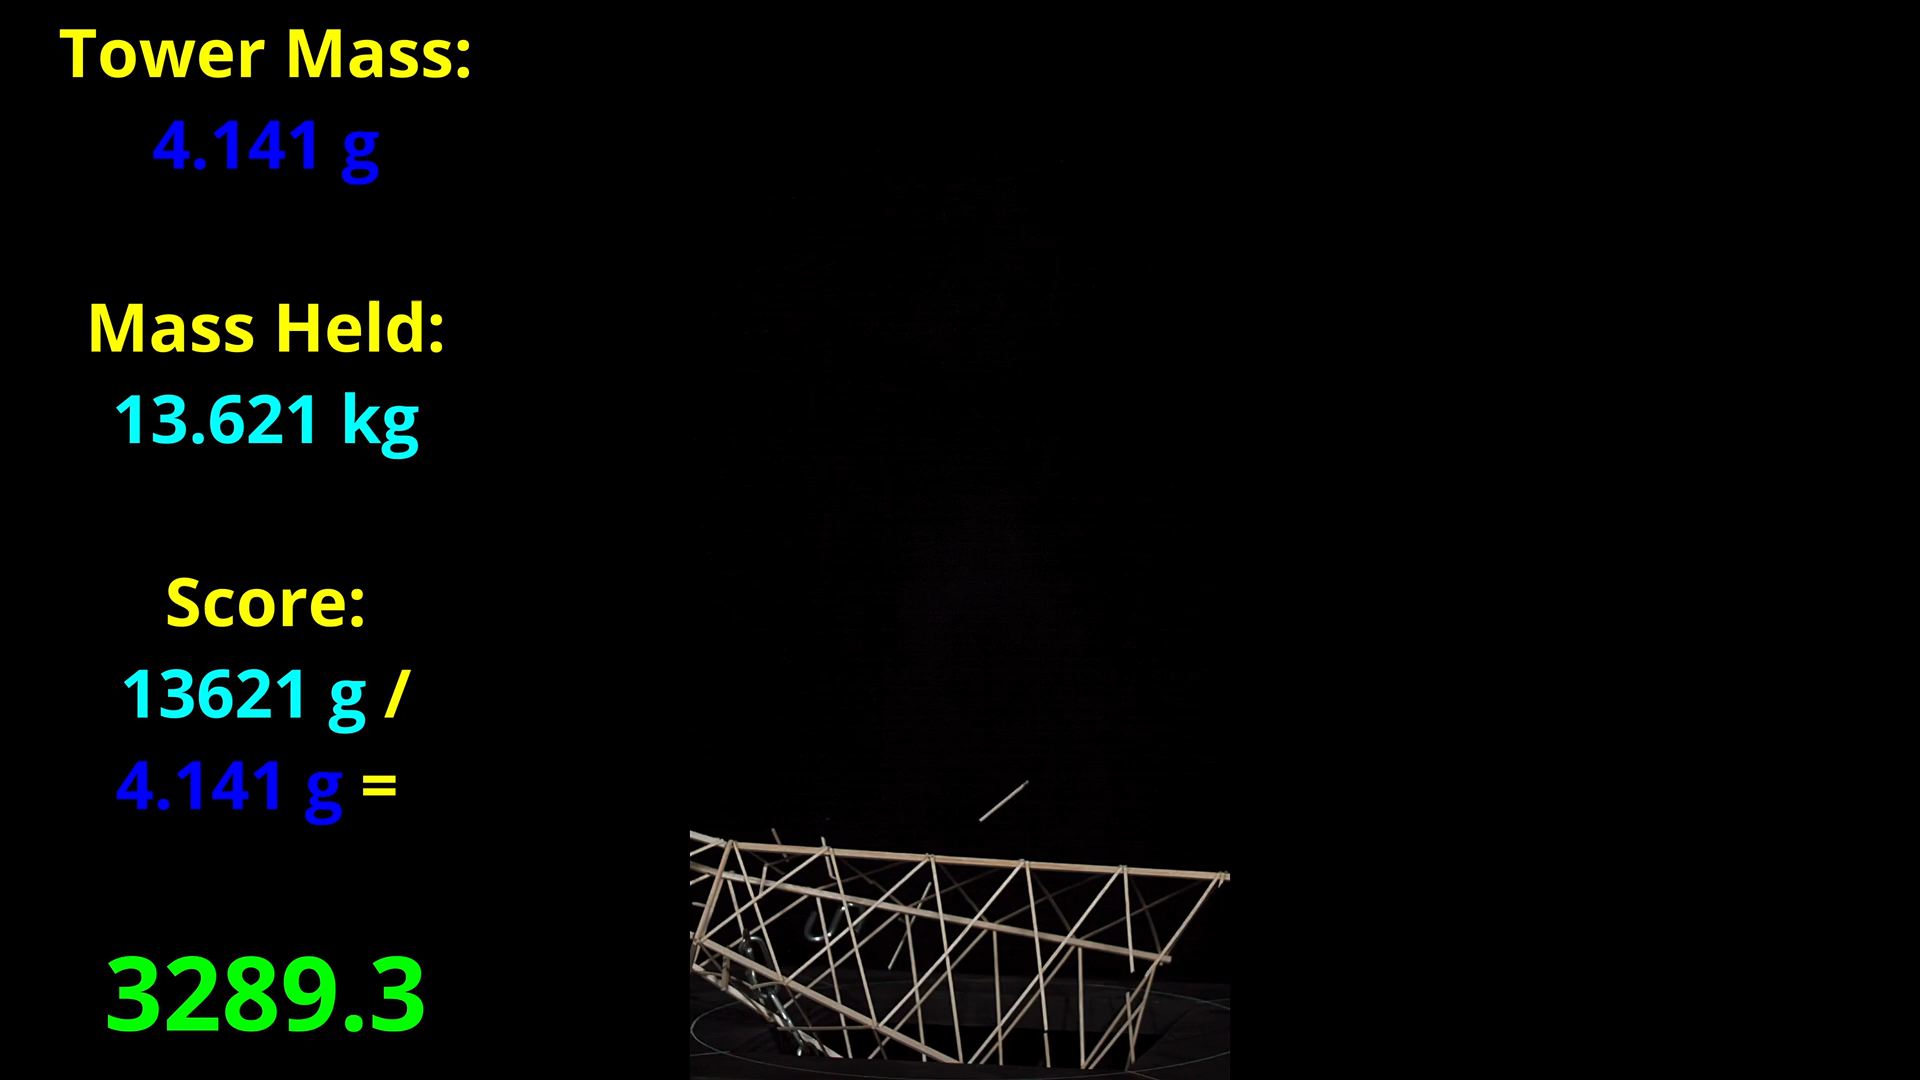 Tower Mass:
4.141 g
Mass Held:
13.621 kg
Score:
13621 g /
4.141 g =
3289.3